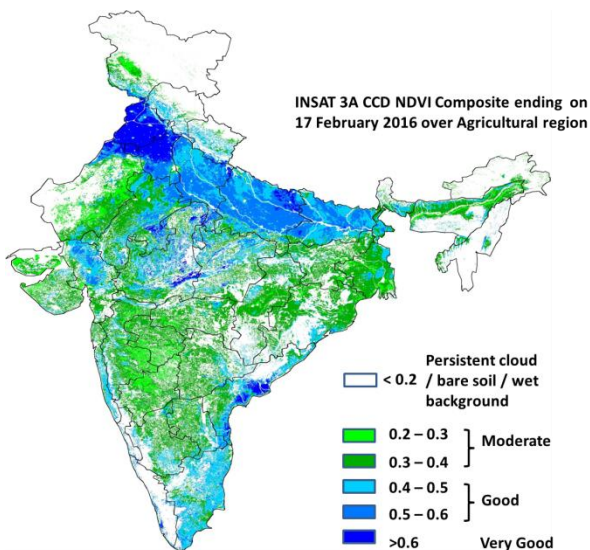 INSAT 3A CCD NDVI Composite ending on
17 February 2016 over Agricultural region
Persistent cloud
< 0.2 / bare soil / wet
background
0.2 – 0.3
Moderate
0.3 – 0.4
0.4 – 0.5
Good
0.5 – 0.6
>0.6 Very Good